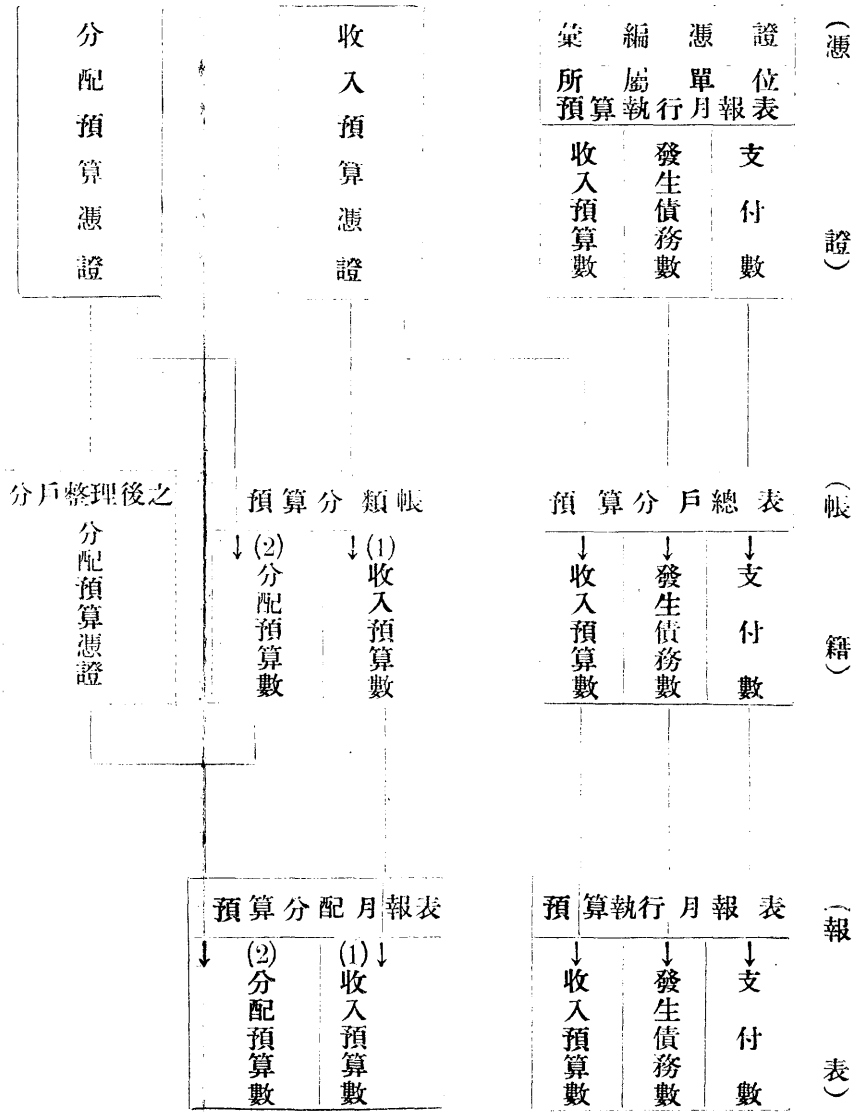 (憑證)
彙編憑證
所屬單位
預算執行月報表
支付數
發生債務數
收入預算數
收入預算憑證
分配預算憑證
(帳籍)
預算分戶總表
支付數
發生債務數
收入預算數
預算分類帳
(1)收入預算數
(2)分配預算數
分戶整理後之
分配預算憑證
(報表)
預算執行月報表
支付數
發生債務數
收入預算數
預算分配月報表
(1)收入預算數
(2)分配預算數